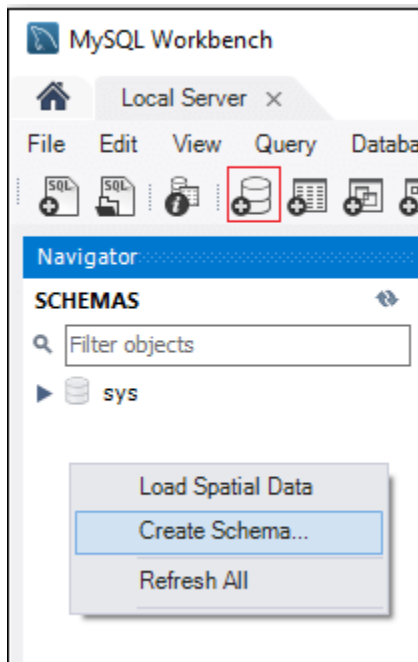 MySQL Workbench
Local Server ×
File Edit View Query Databa
SQL SQL
Navigator
SCHEMAS
Filter objects
sys
Load Spatial Data
Create Schema...
Refresh All